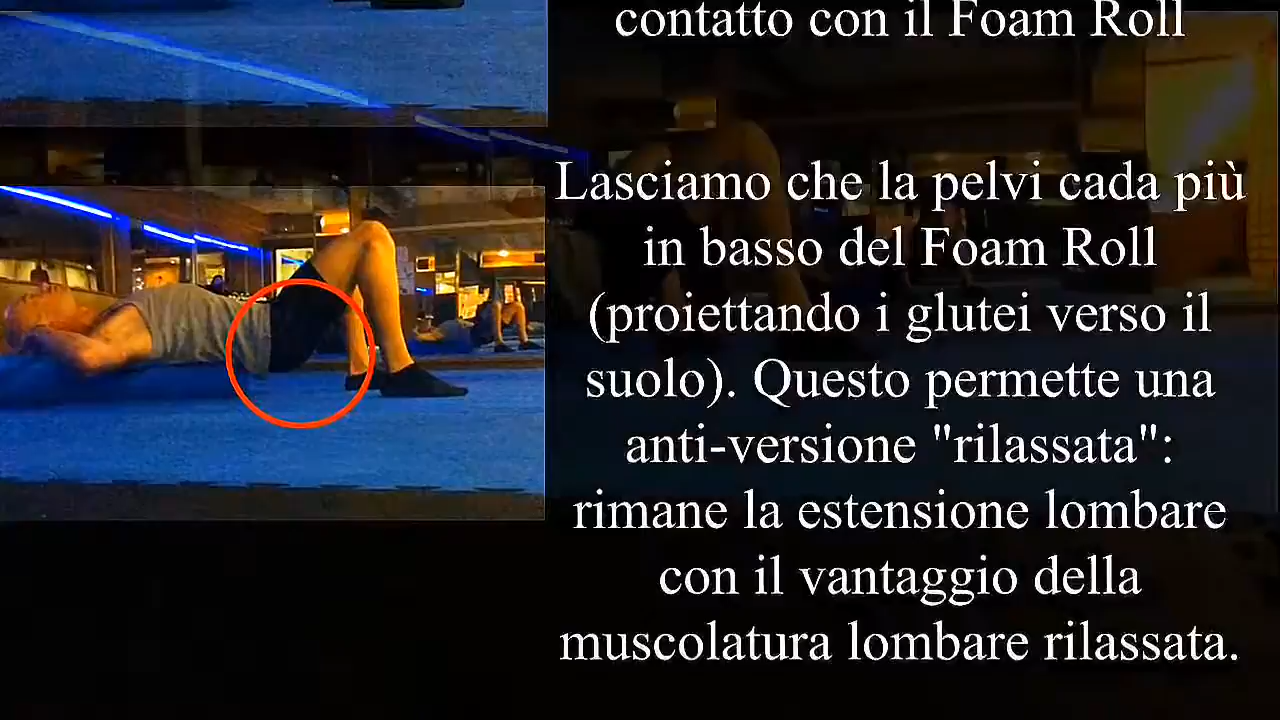 contatto con il Foam Roll
Lasciamo che la pelvi cada più
in basso del Foam Roll
(proiettando i glutei verso il
suolo). Questo permette una
anti-versione "rilassata":
rimane la estensione lombare
con il vantaggio della
muscolatura lombare rilassata.